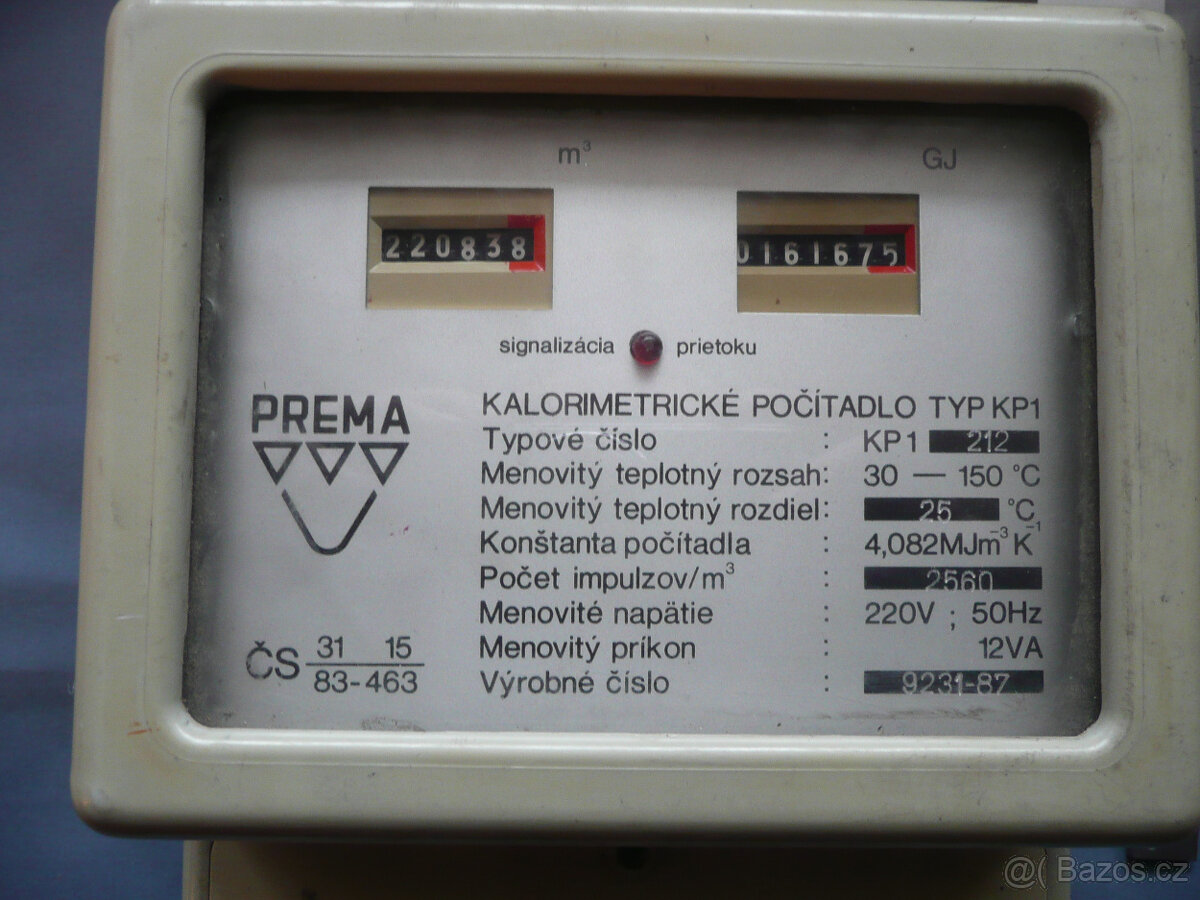 m³ GJ
220838 0161675
signalizácia prietoku
PREMA
KALORIMETRICKÉ POČÍTADLO TYP KP1
Typové číslo : KP1 212
Menovitý teplotný rozsah: 30 — 150 °C
Menovitý teplotný rozdiel: 25 °C
Konštanta počítadla : 4,082MJm⁻³K⁻¹
Počet impulzov/m³ : 2560
Menovité napätie : 220V ; 50Hz
Menovitý príkon : 12VA
Výrobné číslo : 9231-87
ČS 31 15
83-463
@( Bazos.cz